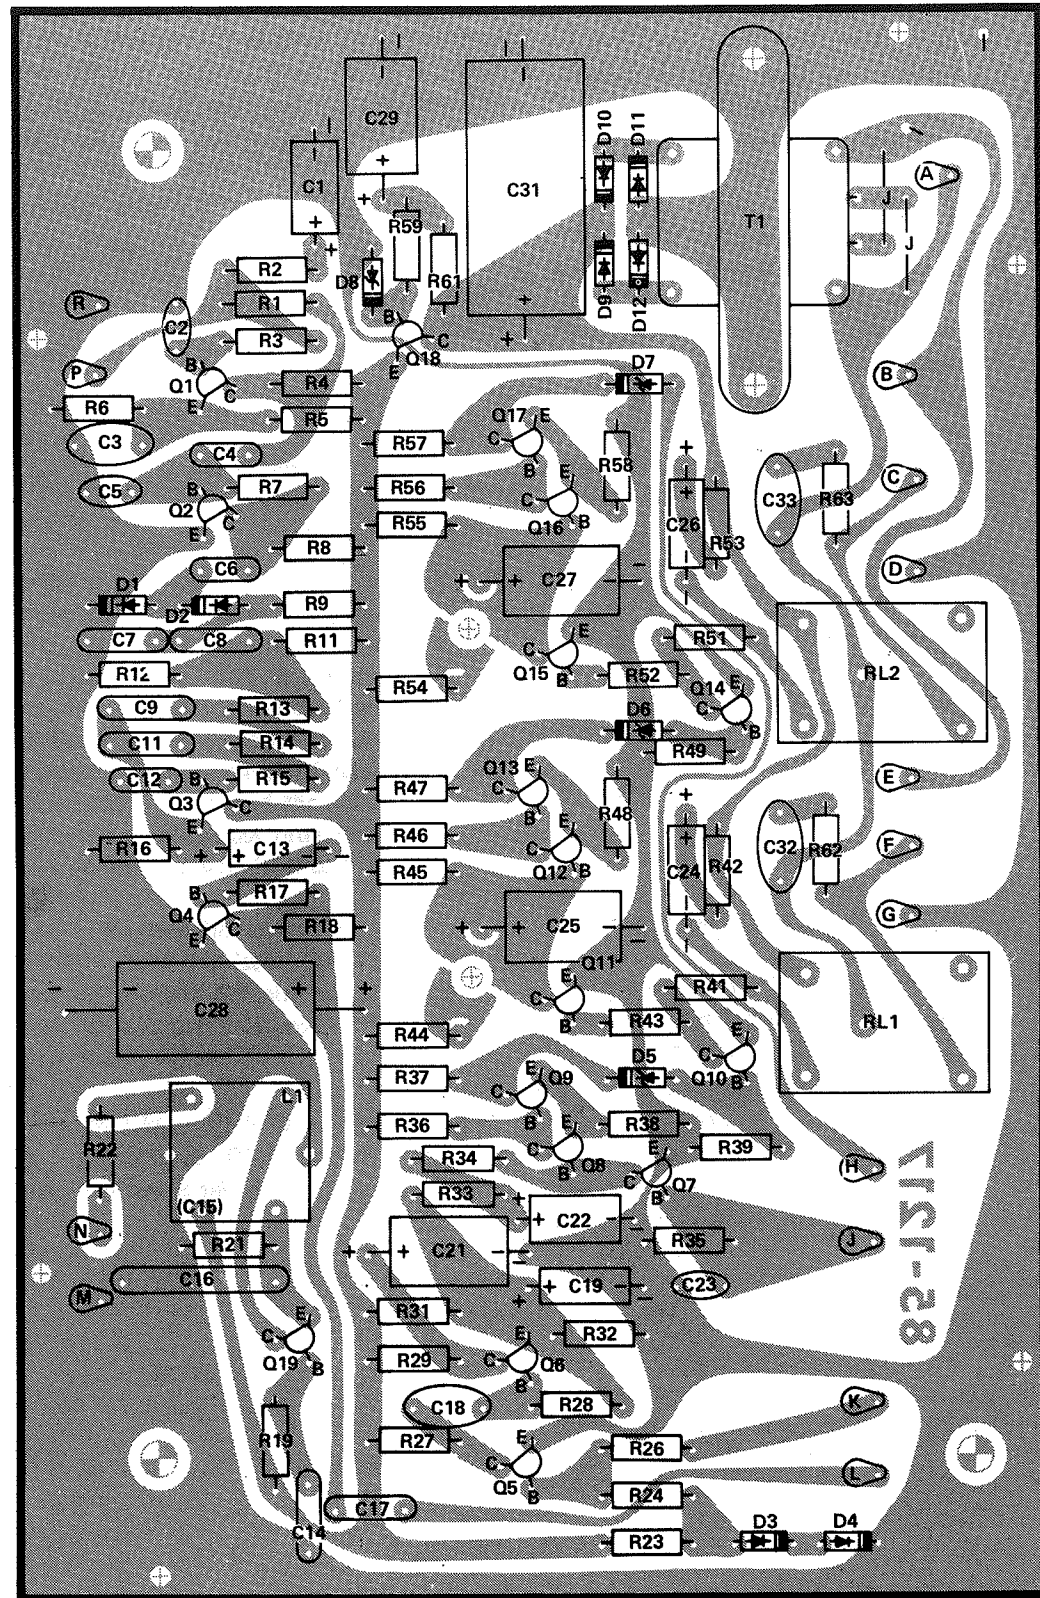 C29
D10
D11
C1
R59
C31
T1
A
J
J
R2
D8
R61
D9
D12
R
R1
C2
R3
B
C
E
Q18
P
B
Q1
C
E
R4
D7
B
R6
R5
C3
C4
R57
Q17
E
C
B
R58
C5
B
Q2
C
E
R7
R56
E
C
Q16
B
C26
R53
C33
R63
C
R55
R8
C6
C27
D
D1
D2
R9
C7
C8
R11
E
C
Q15
B
R51
R12
R54
R52
Q14
E
C
B
RL2
C9
R13
D6
C11
R14
R49
C12
B
Q3
C
E
R15
R47
Q13
E
C
B
R48
E
R16
C13
R46
E
C
Q12
B
C24
R42
C32
R62
F
R45
R17
B
Q4
C
E
R18
C25
G
C28
Q11
E
C
B
R41
R44
R43
RL1
E
C
Q10
B
D5
R37
E
Q9
C
B
L1
R22
R36
R38
R34
E
C
Q8
B
R39
E
C
Q7
B
H
R33
(C15)
N
C22
R21
C21
R35
J
C16
C19
C23
M
85-1217
R31
R32
E
C
Q19
B
R29
E
C
Q6
B
R28
K
C18
R19
R27
E
C
Q5
B
R26
L
R24
C17
C14
R23
D3
D4